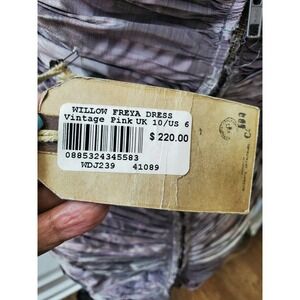 WILLOW FREYA DRESS
Vintage Pink UK 10/US 6
$ 220.00
0885324345583
WDJ239 41089